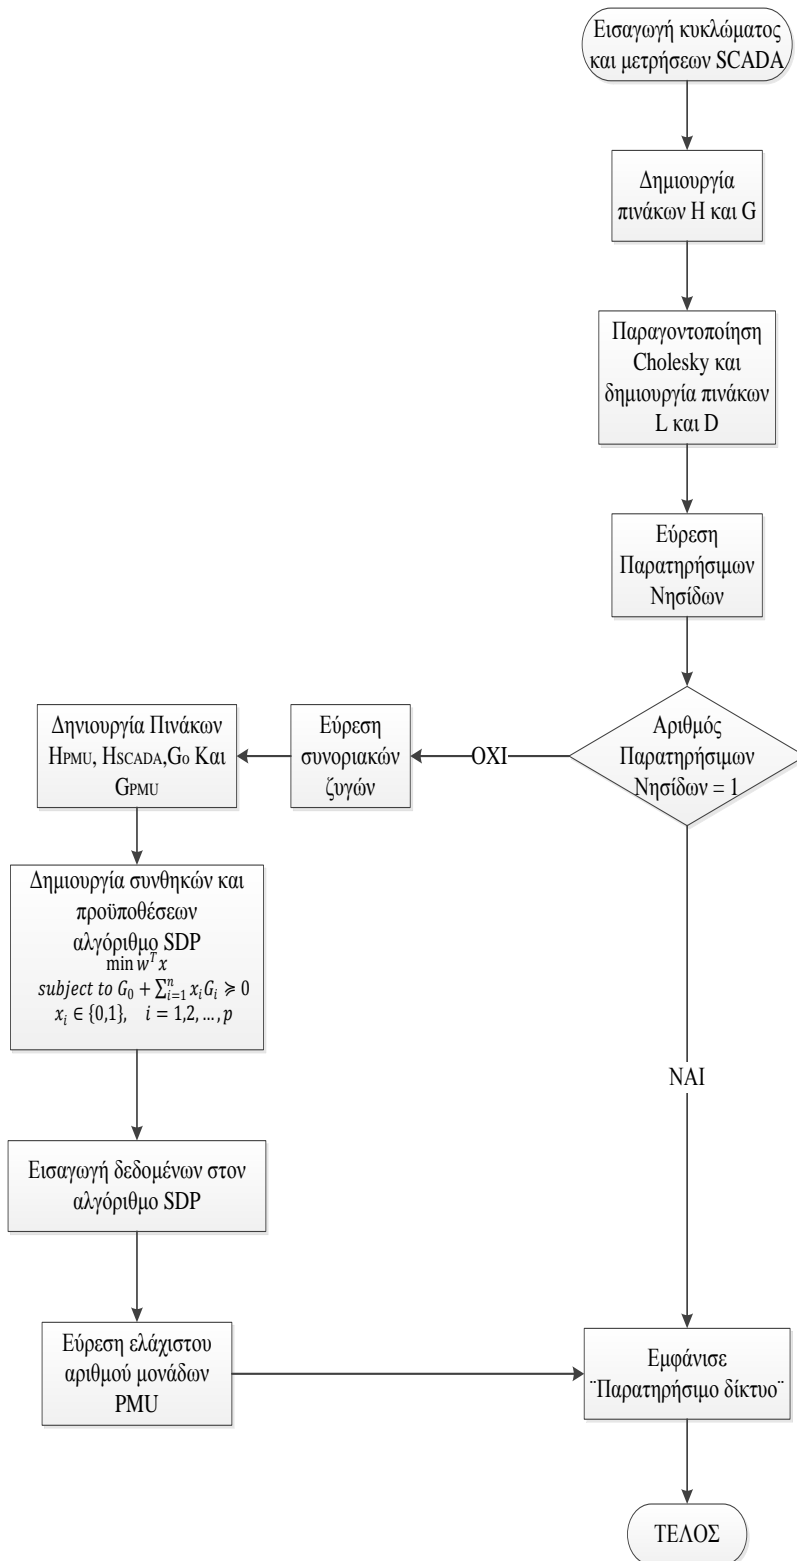 Εισαγωγή κυκλώματος
και μετρήσεων SCADA
Δημιουργία
πινάκων H και G
Παραγοντοποίηση
Cholesky και
δημιουργία πινάκων
L και D
Εύρεση
Παρατηρήσιμων
Νησίδων
Αριθμός
Παρατηρήσιμων
Νησίδων = 1
ΟΧΙ
Εύρεση
συνοριακών
ζυγών
Δηνιουργία Πινάκων
HPMU, HSCADA,G0 Και
GPMU
Δημιουργία συνθηκών και
προϋποθέσεων
αλγόριθμο SDP
min w^T x
subject to G_0 + ∑_{i=1}^{n} x_i G_i ≽ 0
x_i ∈ {0,1}, i = 1,2, … , p
Εισαγωγή δεδομένων στον
αλγόριθμο SDP
Εύρεση ελάχιστου
αριθμού μονάδων
PMU
ΝΑΙ
Εμφάνισε
¨Παρατηρήσιμο δίκτυο¨
ΤΕΛΟΣ